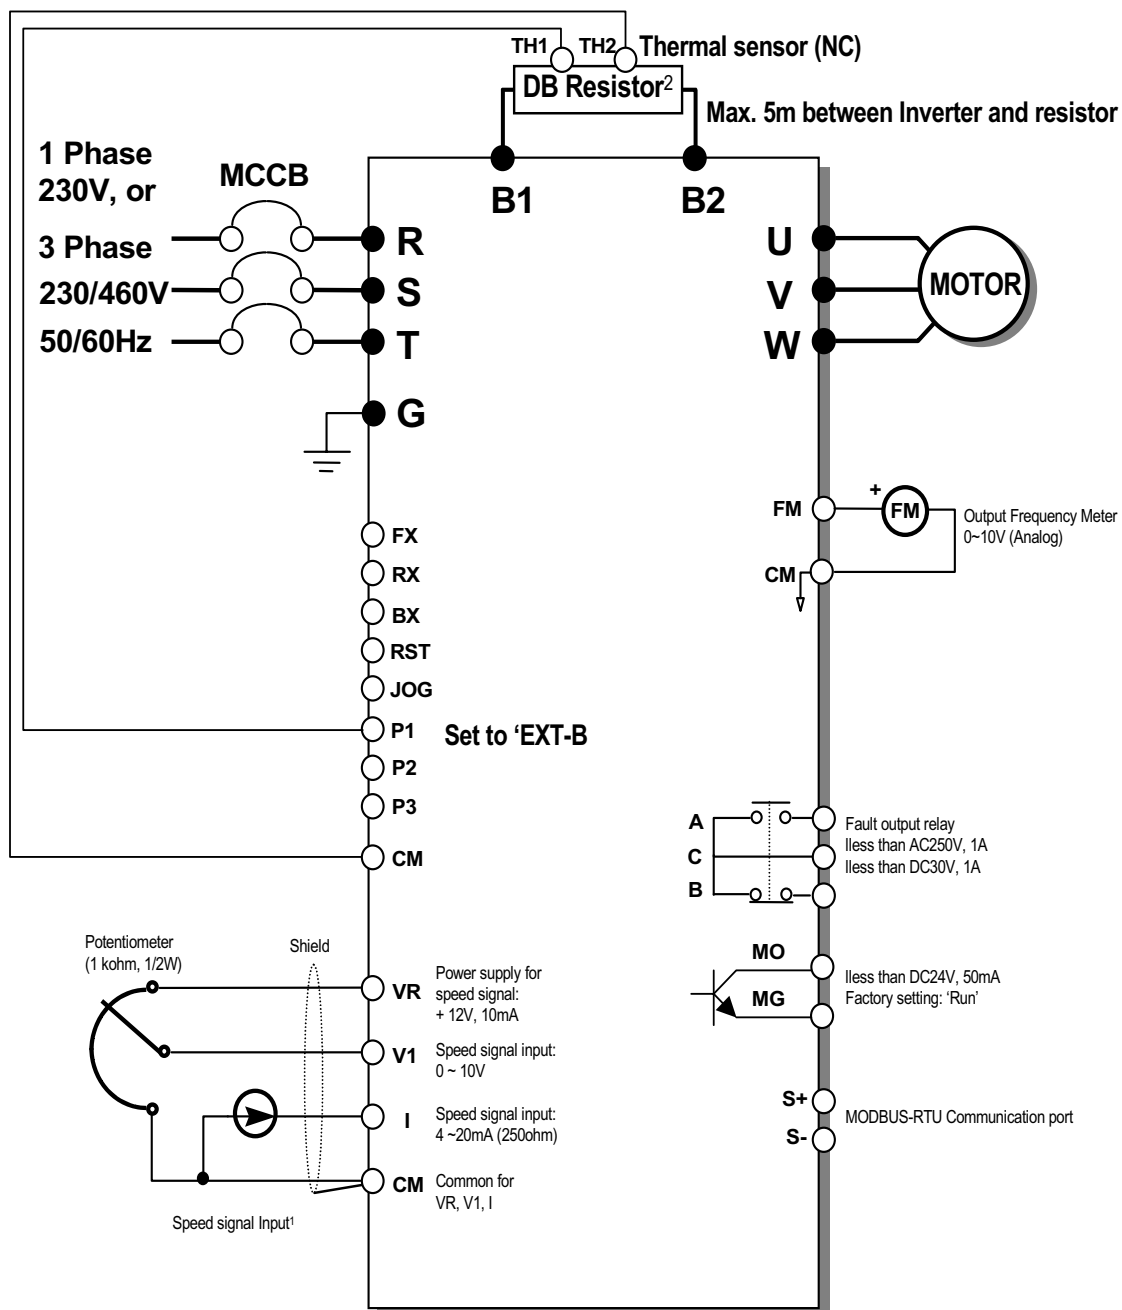 TH1 TH2 Thermal sensor (NC)
DB Resistor2
Max. 5m between Inverter and resistor
1 Phase
230V, or
MCCB
3 Phase
230/460V
50/60Hz
B1 B2
R
S
T
G
U
V
W
MOTOR
FX
RX
BX
RST
JOG
P1 Set to ‘EXT-B
P2
P3
CM
FM + FM
CM
Output Frequency Meter
0~10V (Analog)
A
C
B
Fault output relay
lless than AC250V, 1A
lless than DC30V, 1A
Potentiometer
(1 kohm, 1/2W)
Shield
VR
Power supply for
speed signal:
+ 12V, 10mA
V1
Speed signal input:
0 ~ 10V
I
Speed signal input:
4 ~20mA (250ohm)
CM
Common for
VR, V1, I
Speed signal Input1
MO
MG
lless than DC24V, 50mA
Factory setting: ‘Run’
S+
S-
MODBUS-RTU Communication port